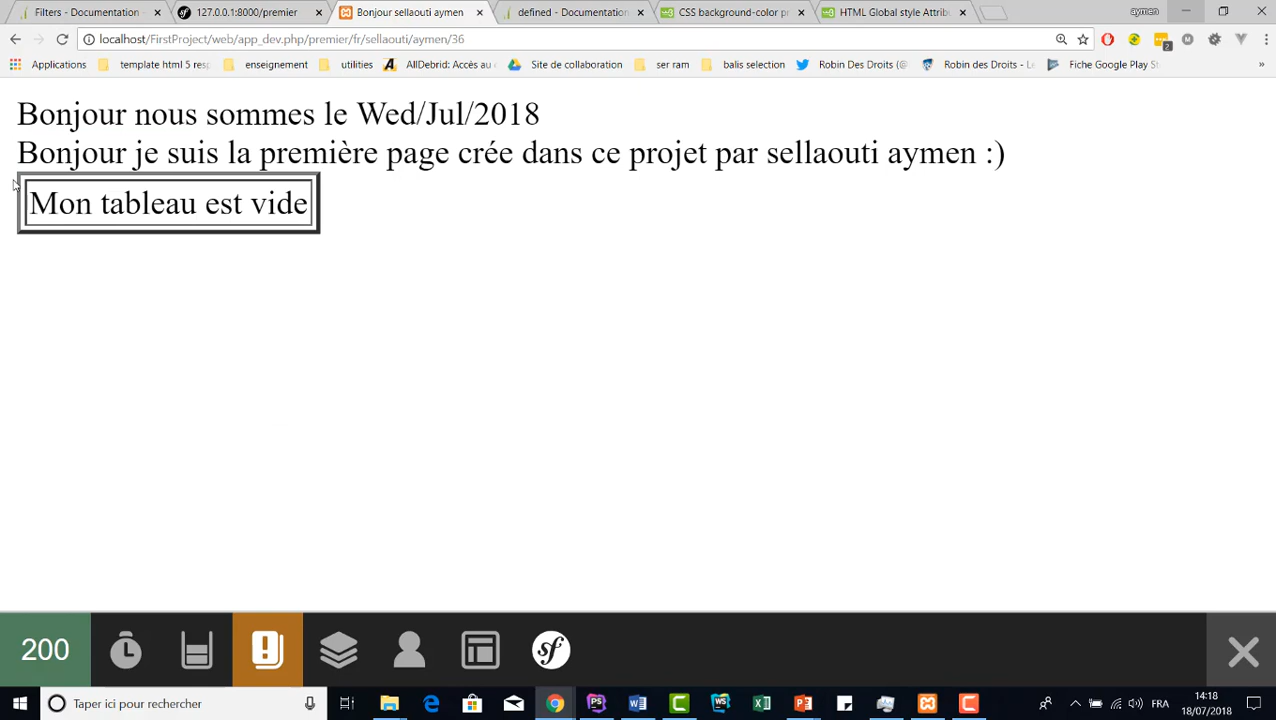 Filters - Documentation -
127.0.0.1:8000/premier
Bonjour sellaouti aymen
defined - Documentation
CSS background-color pr
HTML Global style Attrib
aymen
localhost/FirstProject/web/app_dev.php/premier/fr/sellaouti/aymen/36
2
Applications
template html 5 resp
enseignement
utilities
AllDebrid: Accès au c
Site de collaboration
ser ram
balis selection
Robin Des Droits (@
Robin des Droits - Le
Fiche Google Play St
»
Bonjour nous sommes le Wed/Jul/2018
Bonjour je suis la première page crée dans ce projet par sellaouti aymen :)
Mon tableau est vide
200
sf
Taper ici pour rechercher
FRA
14:18
18/07/2018